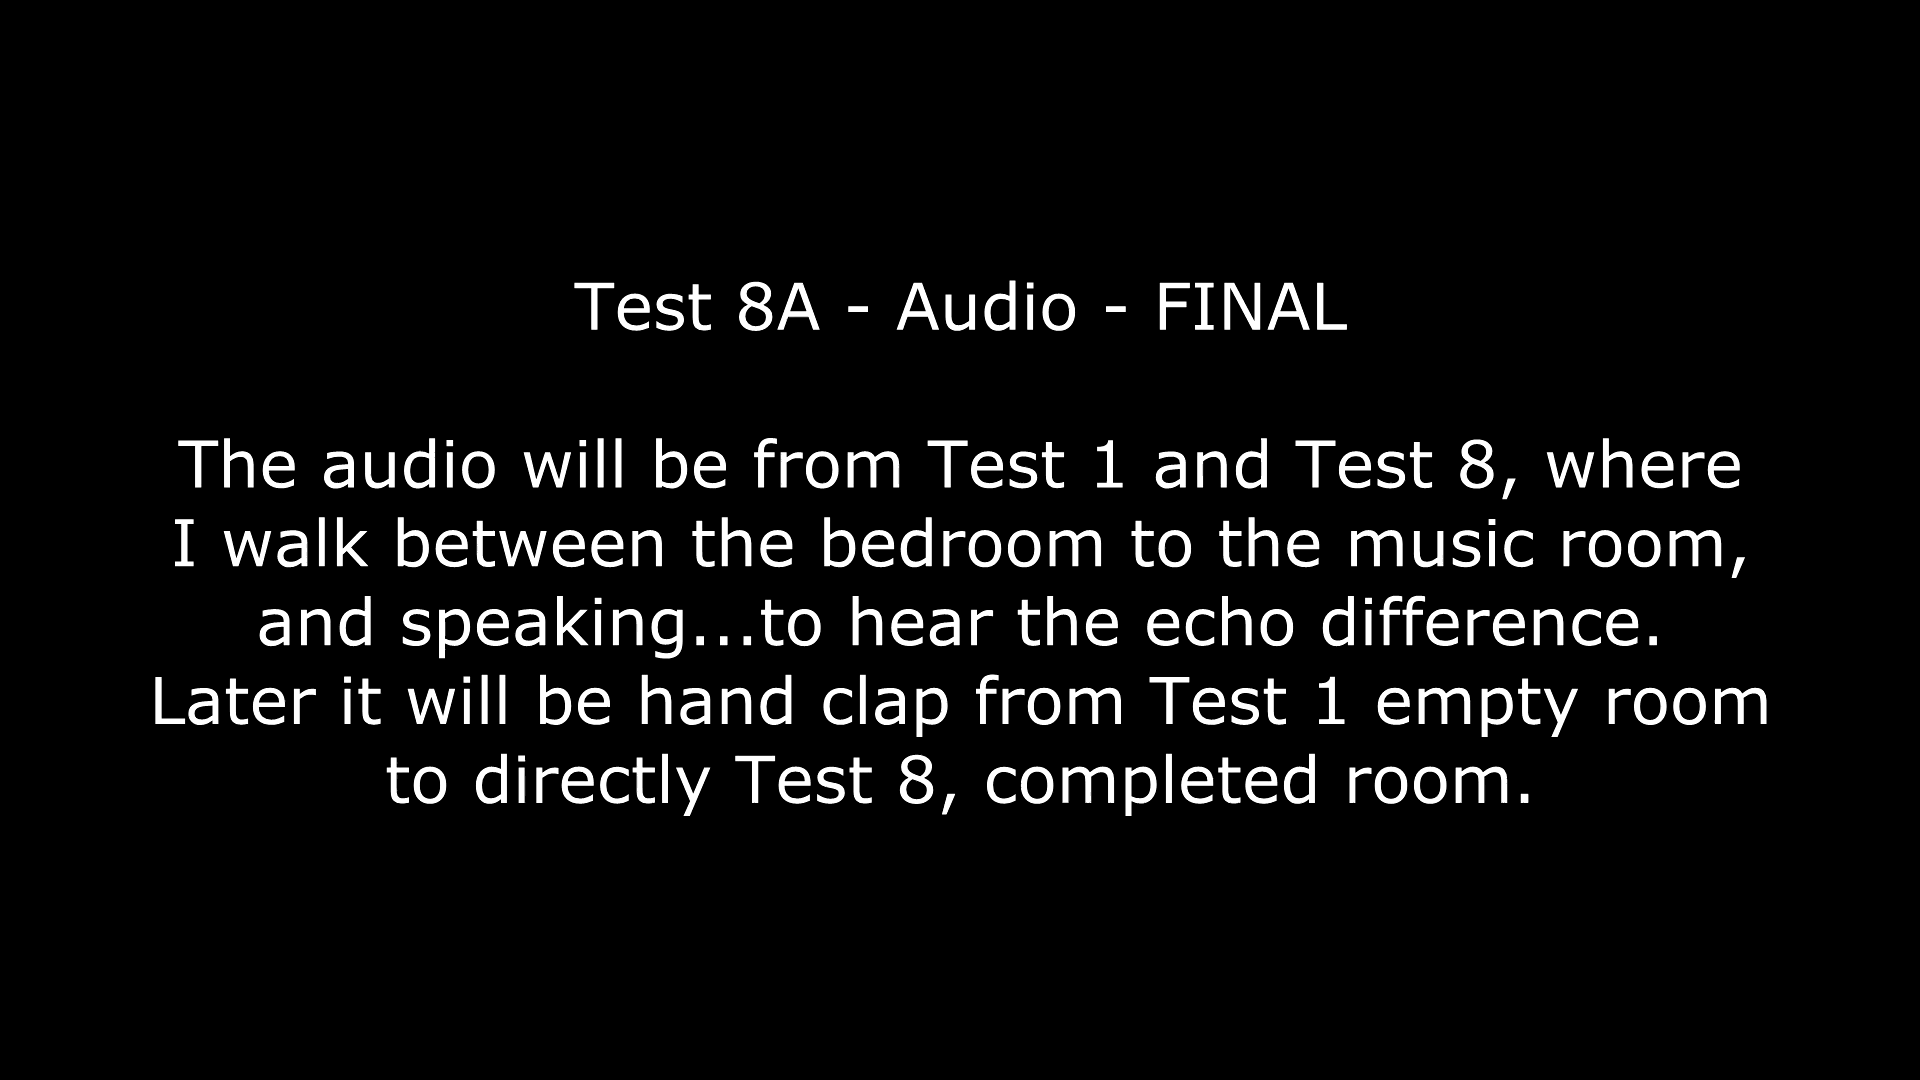 Test 8A - Audio - FINAL
The audio will be from Test 1 and Test 8, where
I walk between the bedroom to the music room,
and speaking...to hear the echo difference.
Later it will be hand clap from Test 1 empty room
to directly Test 8, completed room.